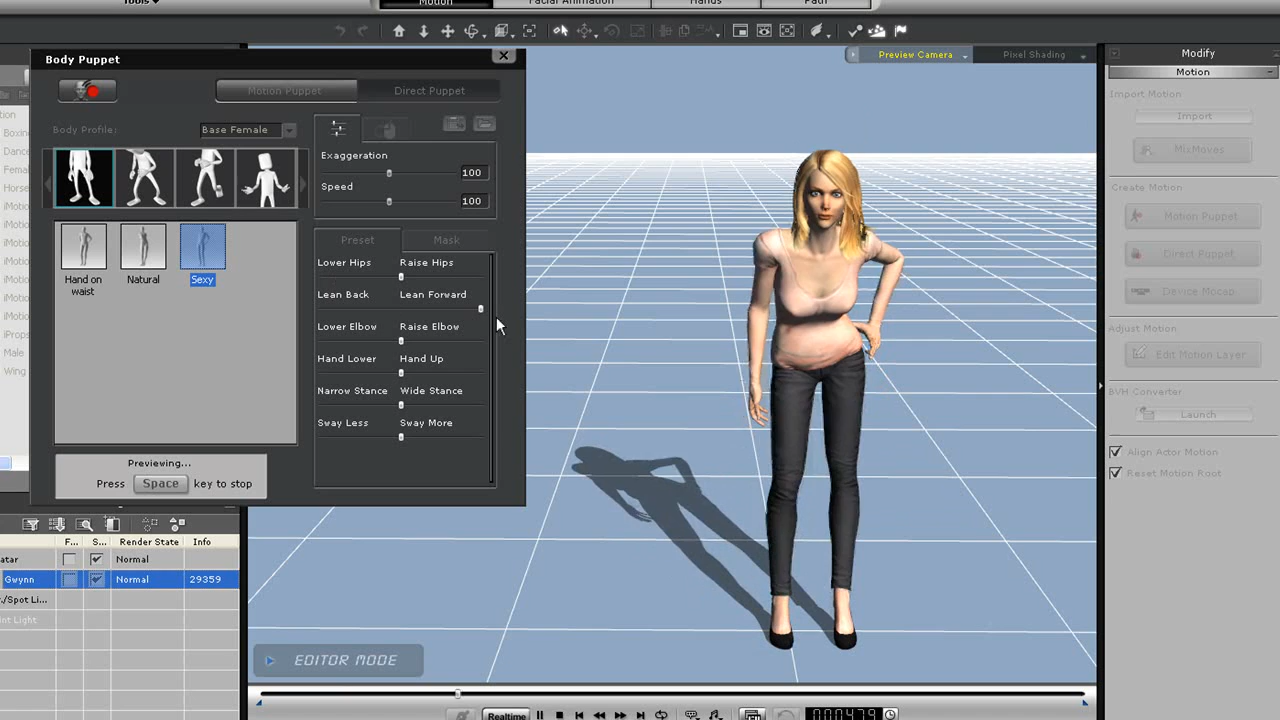 Tools
Motion
Facial Animation
Hands
Path
Body Puppet
Motion Puppet
Direct Puppet
Body Profile:
Base Female
Exaggeration
100
Speed
100
Hand on
waist
Natural
Sexy
Preset
Mask
Lower Hips Raise Hips
Lean Back Lean Forward
Lower Elbow Raise Elbow
Hand Lower Hand Up
Narrow Stance Wide Stance
Sway Less Sway More
Previewing...
Press Space key to stop
Preview Camera
Pixel Shading
Modify
Motion
Import Motion
Import
MixMoves
Create Motion
Motion Puppet
Direct Puppet
Device Mocap
Adjust Motion
Edit Motion Layer
BVH Converter
Launch
Align Actor Motion
Reset Motion Root
F... S... Render State Info
Normal
Gwynn Normal 29359
./Spot Li...
EDITOR MODE
Realtime
000479